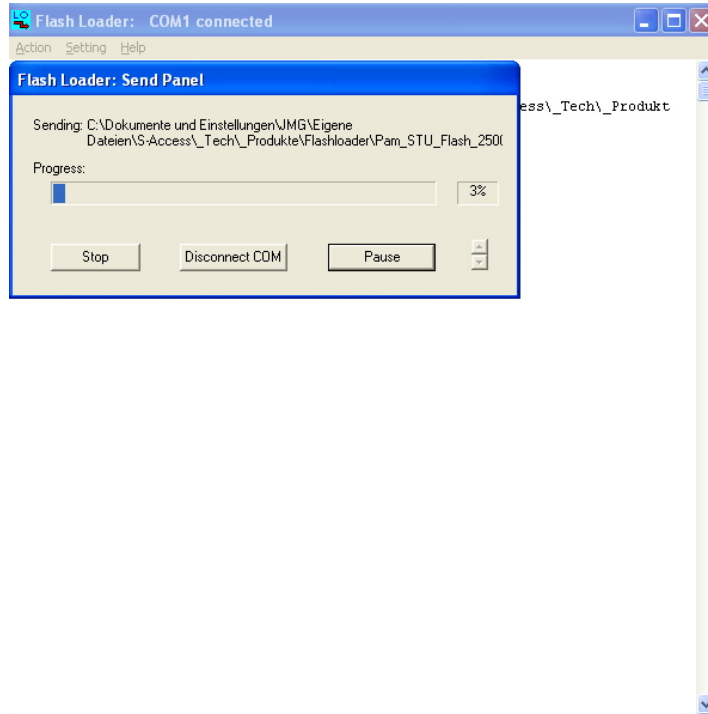 LO
Flash Loader: COM1 connected
Action Setting Help
Flash Loader: Send Panel
ess\_Tech\_Produkt
Sending: C:\Dokumente und Einstellungen\JMG\Eigene
Dateien\S-Access\_Tech\_Produkte\Flashloader\Pam_STU_Flash_250(
Progress:
3%
Stop Disconnect COM Pause